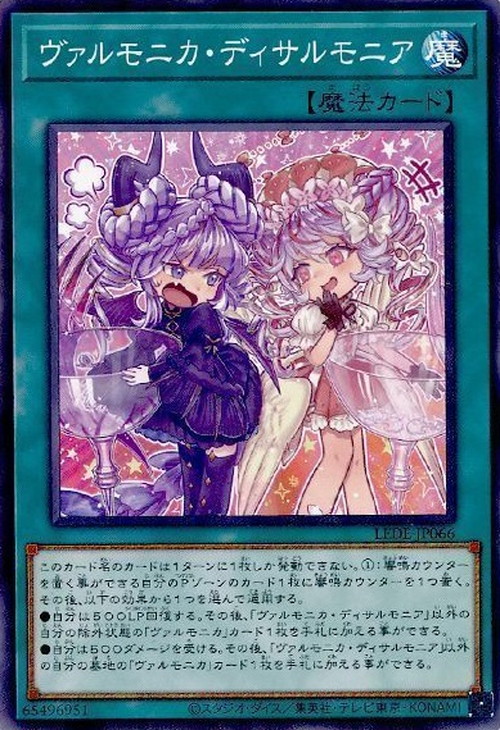 ヴァルモニカ・ディサルモニア
魔
【魔法カード】
LEDE-JP066
このカード名のカードは1ターンに1枚しか発動できない。①:響鳴カウンター
を置く事ができる自分のPゾーンのカード1枚に響鳴カウンターを1つ置く。
その後、以下の効果から1つを選んで適用する。
●自分は500LP回復する。その後、「ヴァルモニカ・ディサルモニア」以外の
自分の除外状態の「ヴァルモニカ」カード1枚を手札に加える事ができる。
●自分は500ダメージを受ける。その後、「ヴァルモニカ・ディサルモニア」以外
の自分の墓地の「ヴァルモニカ」カード1枚を手札に加える事ができる。
65496951
©スタジオ・ダイス/集英社・テレビ東京・KONAMI